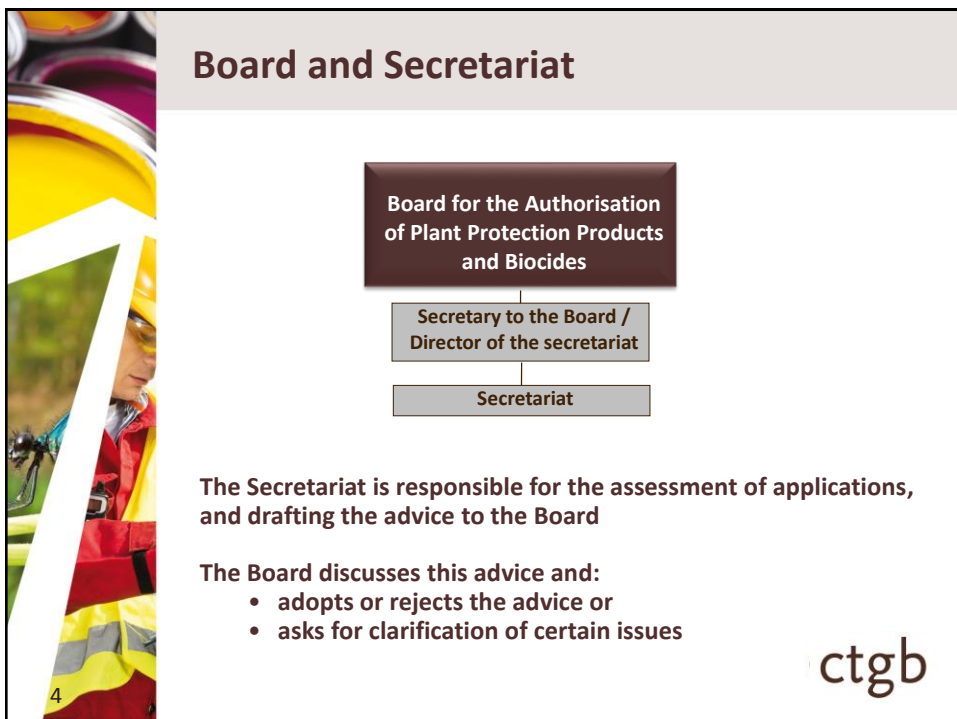 Board and Secretariat
Board for the Authorisation
of Plant Protection Products
and Biocides
Secretary to the Board /
Director of the secretariat
Secretariat
The Secretariat is responsible for the assessment of applications,
and drafting the advice to the Board
The Board discusses this advice and:
• adopts or rejects the advice or
• asks for clarification of certain issues
ctgb
4